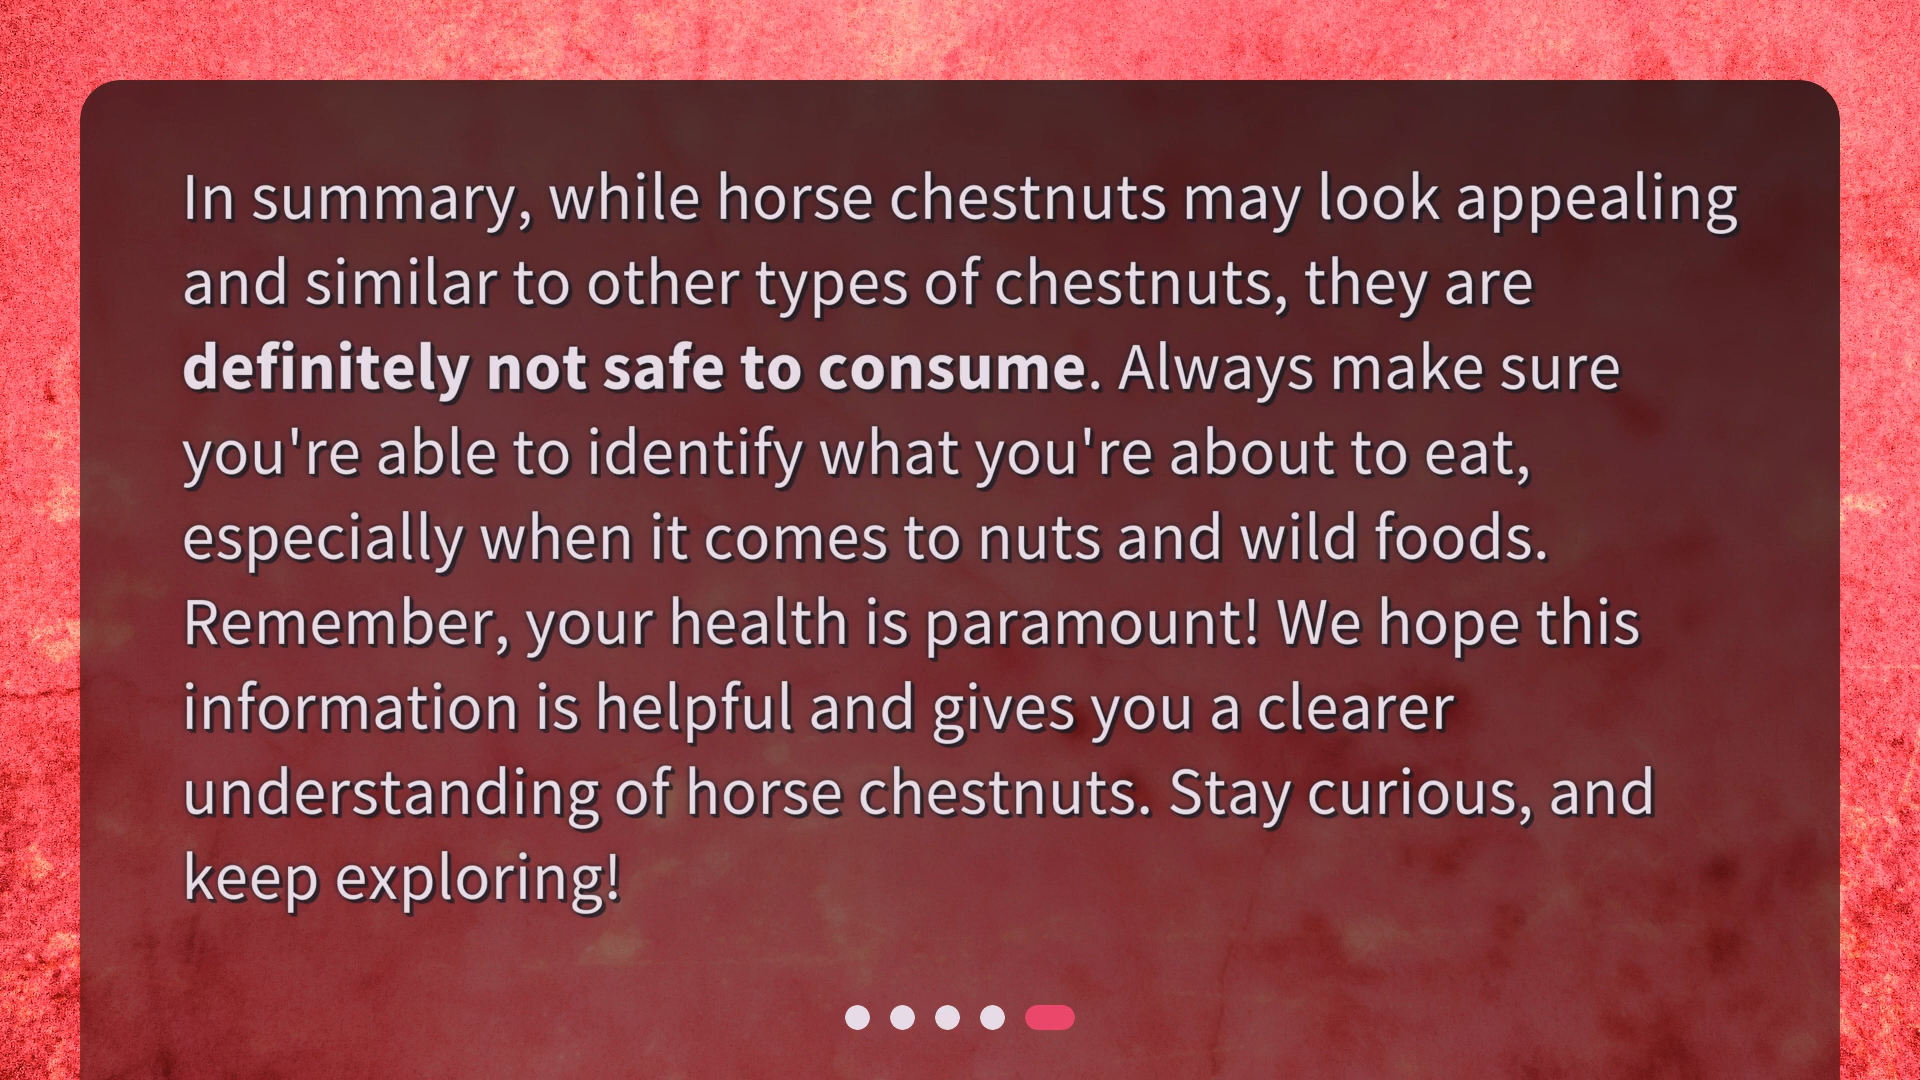 In summary, while horse chestnuts may look appealing
and similar to other types of chestnuts, they are
definitely not safe to consume. Always make sure
you're able to identify what you're about to eat,
especially when it comes to nuts and wild foods.
Remember, your health is paramount! We hope this
information is helpful and gives you a clearer
understanding of horse chestnuts. Stay curious, and
keep exploring!